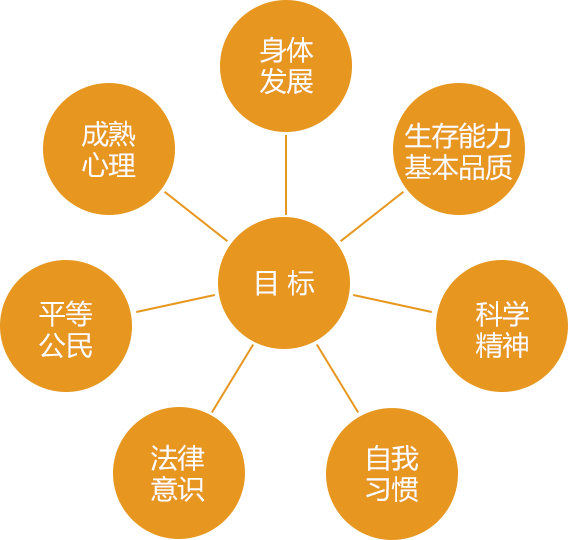 身体
发展
生存能力
基本品质
科学
精神
自我
习惯
法律
意识
平等
公民
成熟
心理
目 标